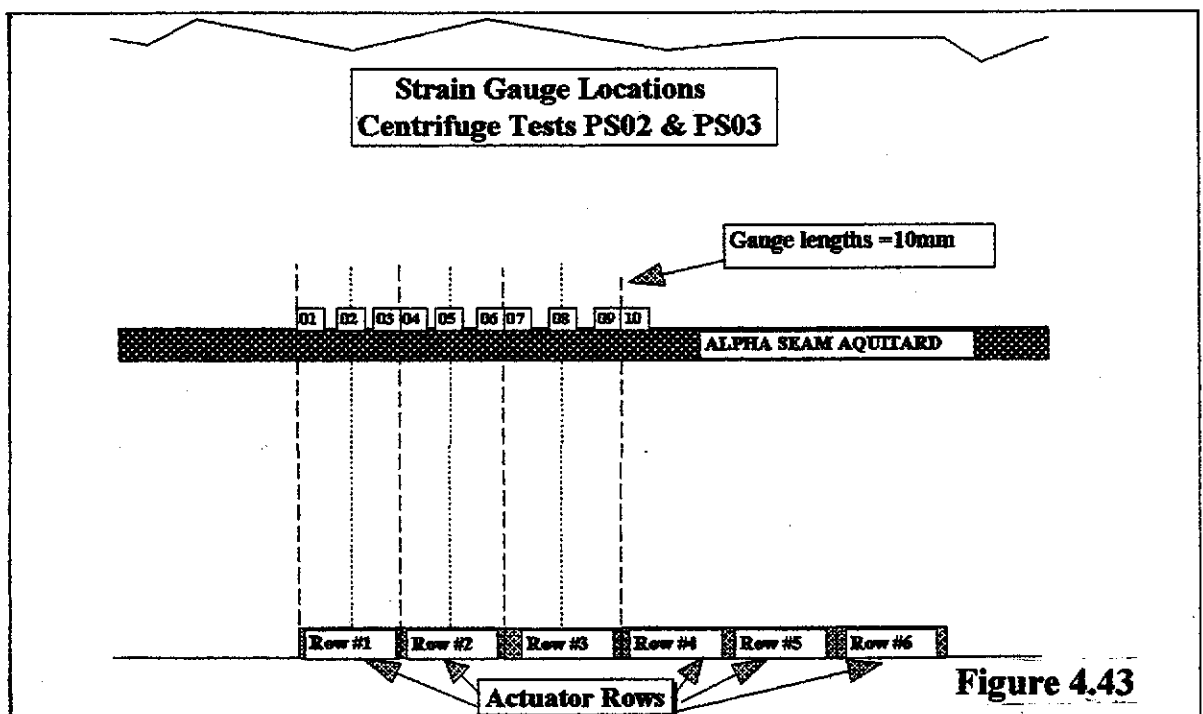 Strain Gauge Locations
Centrifuge Tests PS02 & PS03
Gauge lengths =10mm
01 02 03 04 05 06 07 08 09 10
ALPHA SEAM AQUITARD
Row #1 Row #2 Row #3 Row #4 Row #5 Row #6
Actuator Rows
Figure 4.43